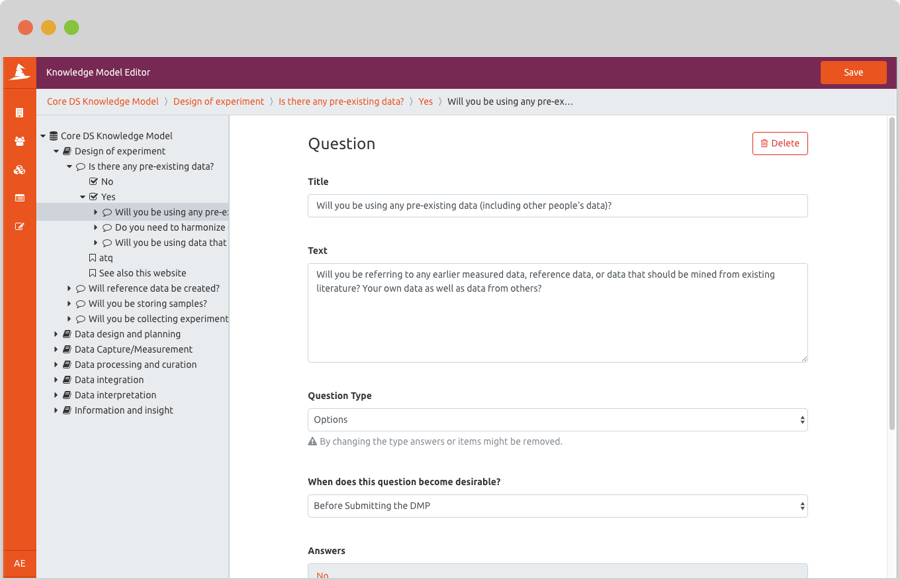 Knowledge Model Editor
Save
Core DS Knowledge Model 〉 Design of experiment 〉 Is there any pre-existing data? 〉 Yes 〉 Will you be using any pre-ex...
Core DS Knowledge Model
Design of experiment
Is there any pre-existing data?
No
Yes
Will you be using any pre-e
Do you need to harmonize
Will you be using data that
atq
See also this website
Will reference data be created?
Will you be storing samples?
Will you be collecting experiment
Data design and planning
Data Capture/Measurement
Data processing and curation
Data integration
Data interpretation
Information and insight
AE
Question
Delete
Title
Will you be using any pre-existing data (including other people's data)?
Text
Will you be referring to any earlier measured data, reference data, or data that should be mined from existing
literature? Your own data as well as data from others?
Question Type
Options
By changing the type answers or items might be removed.
When does this question become desirable?
Before Submitting the DMP
Answers
No